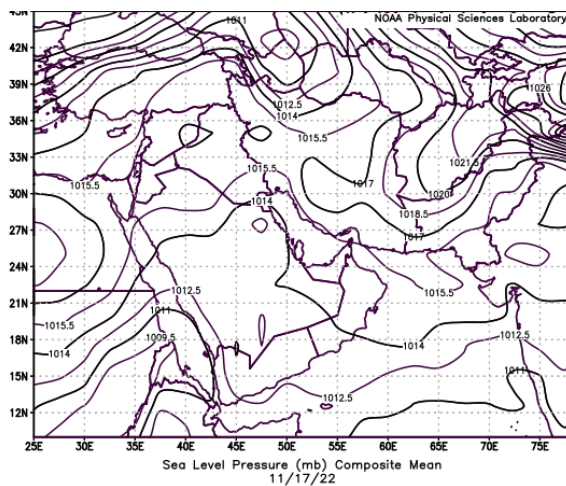 NOAA Physical Sciences Laboratory
45N
1011
42N
39N
1026
1012.5
36N
1014
1015.5
33N
1021.5
1015.5
1015.5
1017
30N
1020
1014
1018.5
27N
1017
24N
1015.5
1012.5
21N
1011
1015.5
1012.5
18N
1009.5
1014
1014
15N
1011
1012.5
12N
25E 30E 35E 40E 45E 50E 55E 60E 65E 70E 75E
Sea Level Pressure (mb) Composite Mean
11/17/22